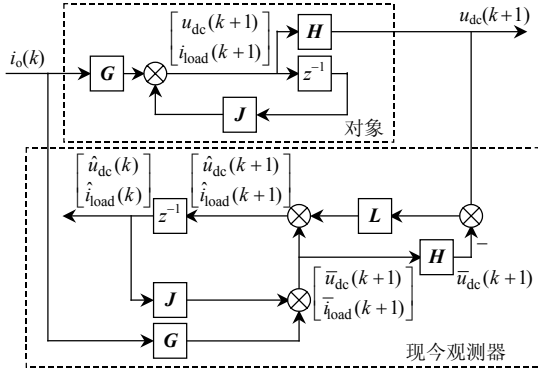 u_dc(k+1)
i_load(k+1)
H
u_dc(k+1)
i_o(k)
G
z⁻¹
J
对象
û_dc(k)
î_load(k)
û_dc(k+1)
î_load(k+1)
z⁻¹
L
H
−
ū_dc(k+1)
J
ū_dc(k+1)
ī_load(k+1)
G
现今观测器